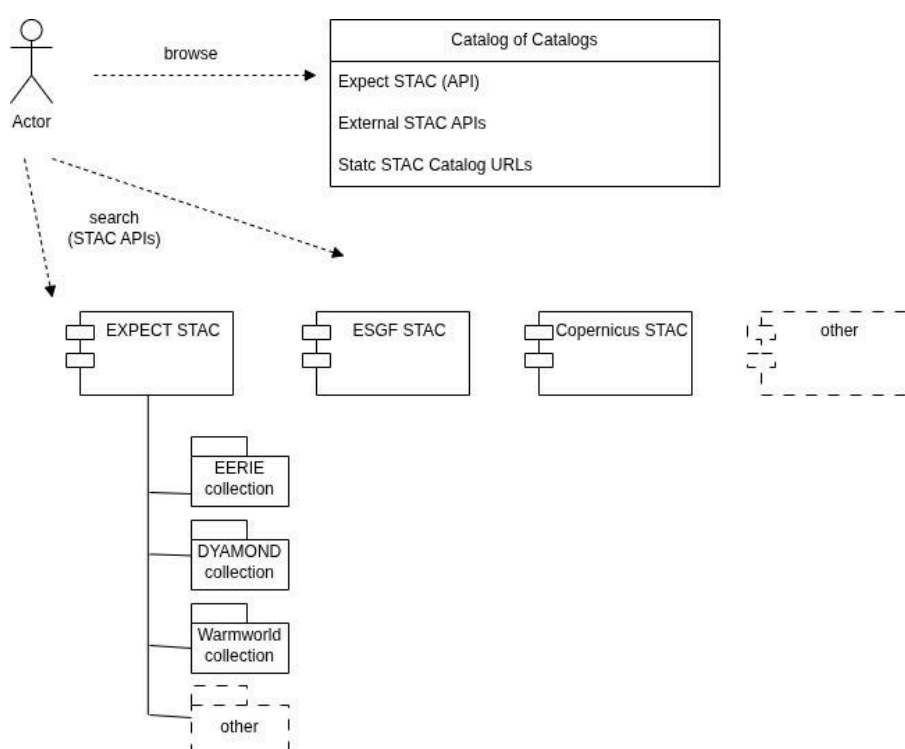 Catalog of Catalogs
browse
Expect STAC (API)
Actor
External STAC APIs
Statc STAC Catalog URLs
search
(STAC APIs)
EXPECT STAC
ESGF STAC
Copernicus STAC
other
EERIE
collection
DYAMOND
collection
Warmworld
collection
other